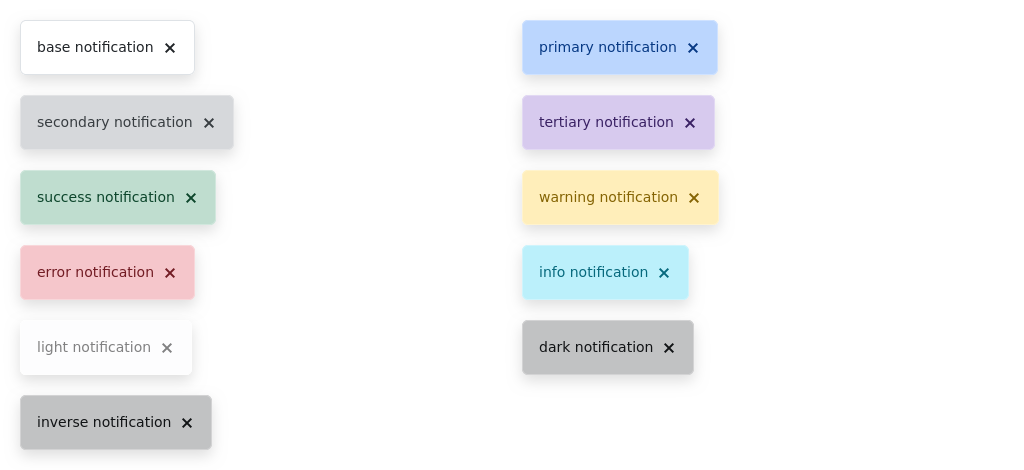 base notification ×
primary notification ×
secondary notification ×
tertiary notification ×
success notification ×
warning notification ×
error notification ×
info notification ×
light notification ×
dark notification ×
inverse notification ×